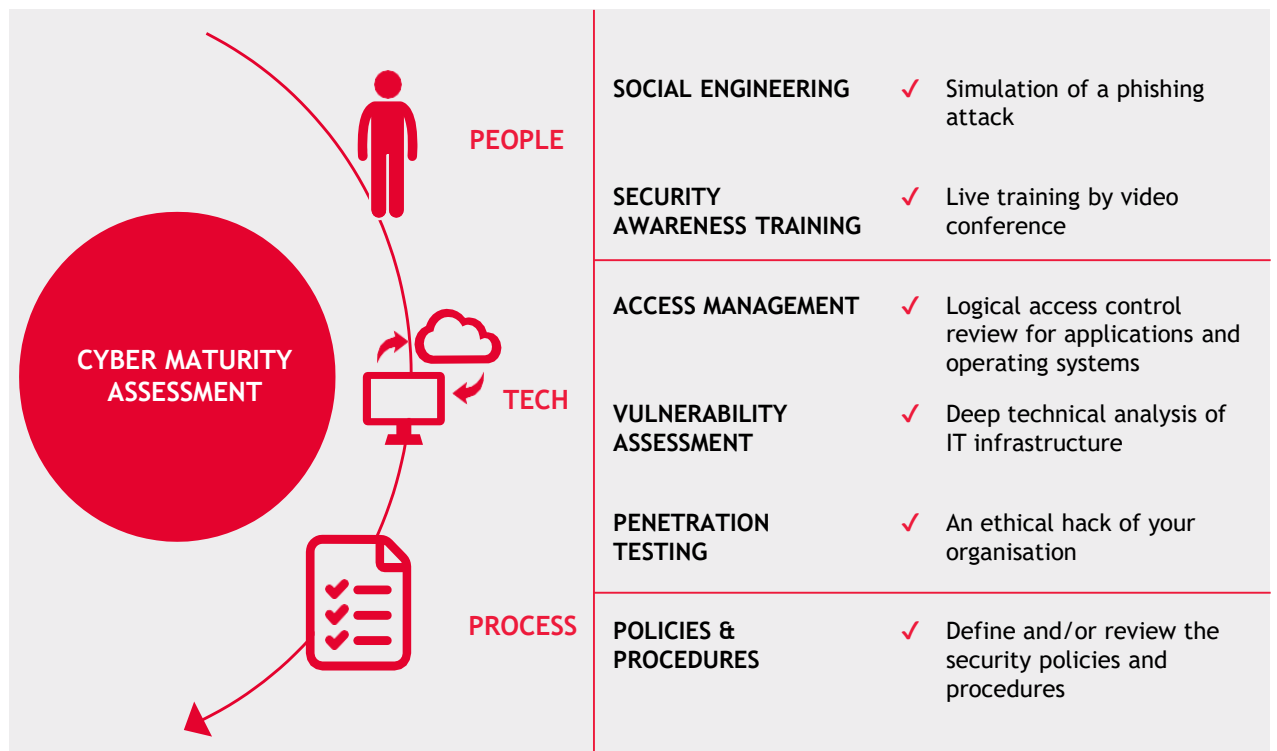 CYBER MATURITY
ASSESSMENT
PEOPLE
SOCIAL ENGINEERING
✓ Simulation of a phishing
attack
SECURITY
AWARENESS TRAINING
✓ Live training by video
conference
TECH
ACCESS MANAGEMENT
✓ Logical access control
review for applications and
operating systems
VULNERABILITY
ASSESSMENT
✓ Deep technical analysis of
IT infrastructure
PENETRATION
TESTING
✓ An ethical hack of your
organisation
PROCESS
POLICIES &
PROCEDURES
✓ Define and/or review the
security policies and
procedures